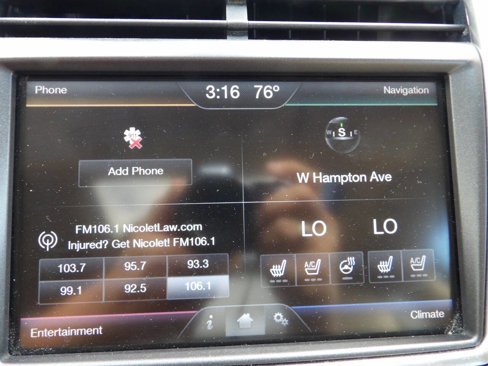 Phone
3:16 76°
Navigation
Add Phone
S
W Hampton Ave
FM106.1 NicoletLaw.com
Injured? Get Nicolet! FM106.1
103.7 95.7 93.3
99.1 92.5 106.1
LO LO
A/C A/C
Entertainment
i
Climate